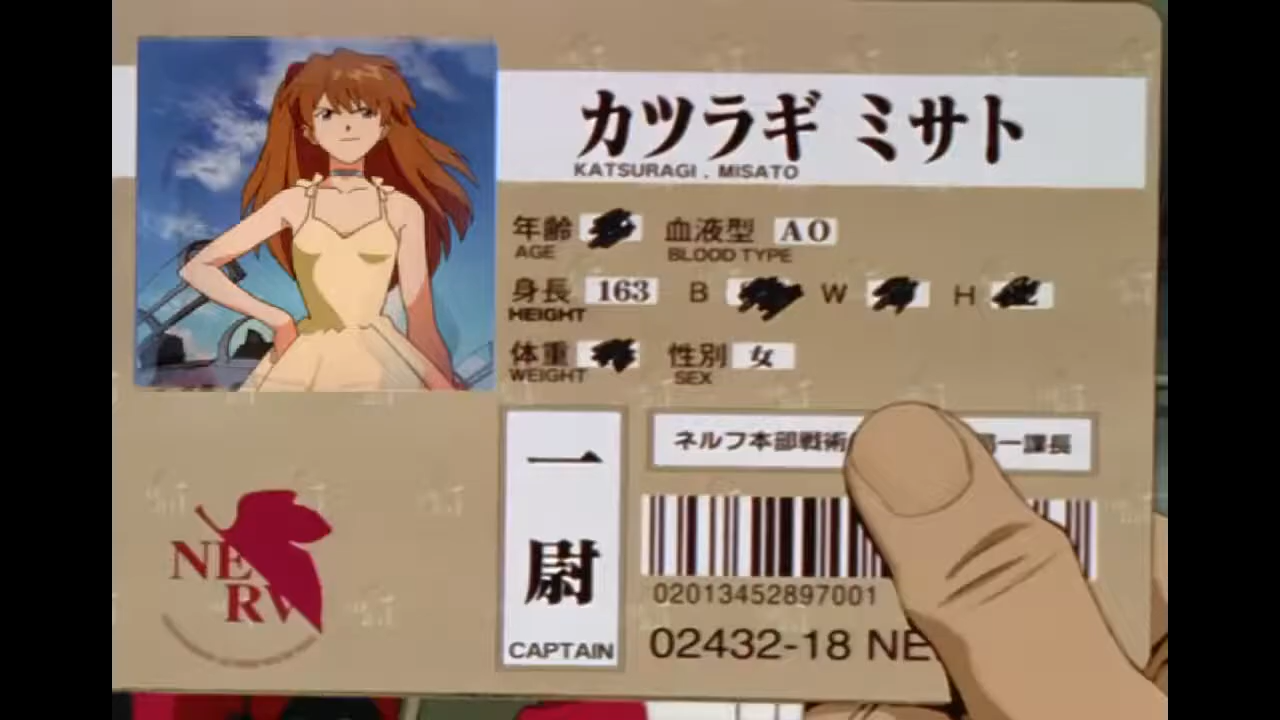 カツラギ ミサト
KATSURAGI . MISATO
年齢 血液型 AO
AGE BLOOD TYPE
身長 163 B W H
HEIGHT
体重 性別 女
WEIGHT SEX
一尉
CAPTAIN
ネルフ本部戦術 一課長
02013452897001
02432-18 NE
NERV